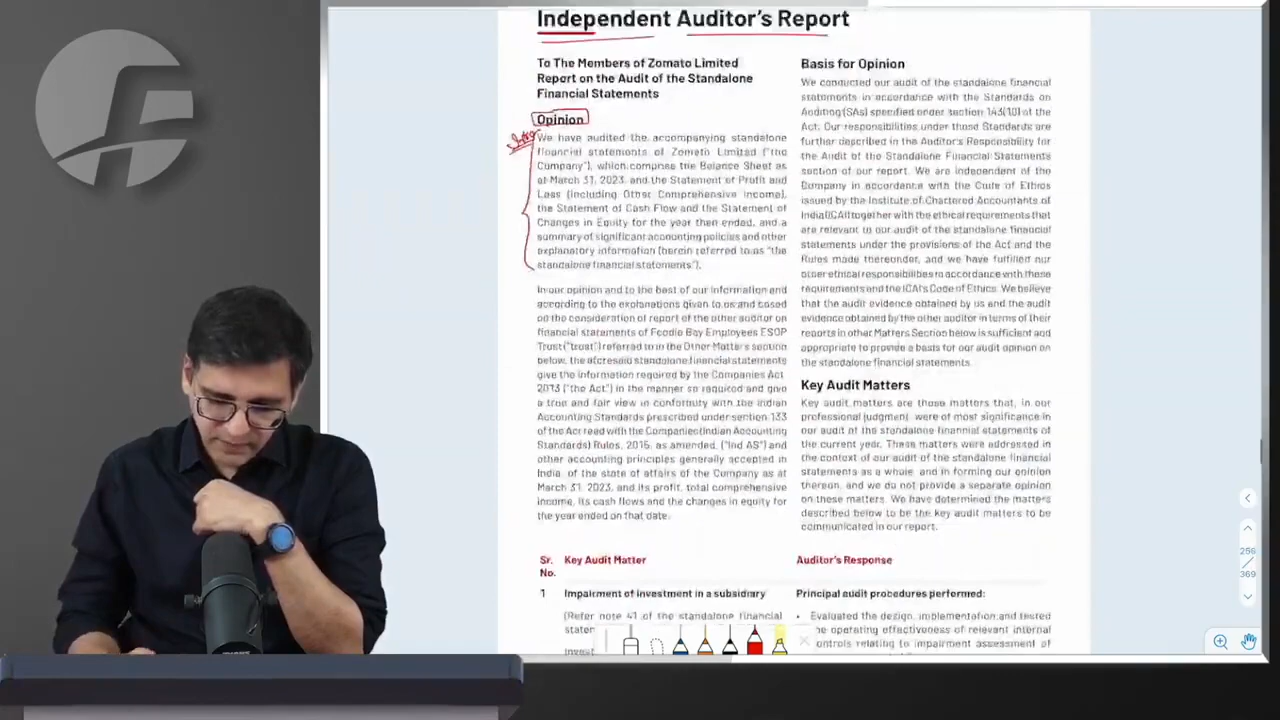 Independent Auditor's Report
To The Members of Zomato Limited
Report on the Audit of the Standalone
Financial Statements
Opinion
Intro
We have audited the accompanying standalone
financial statements of Zomato Limited ("the
Company"), which comprise the Balance Sheet as
at March 31, 2023, and the Statement of Profit and
Loss (including Other Comprehensive Income),
the Statement of Cash Flow and the Statement of
Changes in Equity for the year then ended, and a
summary of significant accounting policies and other
explanatory information (herein referred to as "the
standalone financial statements").
In our opinion and to the best of our information and
according to the explanations given to us and based
on the consideration of report of the other auditor on
financial statements of Foodie Bay Employees ESOP
Trust ("trust") referred to in the Other Matters section
below, the aforesaid standalone financial statements
give the information required by the Companies Act,
2013 ("the Act") in the manner so required and give
a true and fair view in conformity with the Indian
Accounting Standards prescribed under section 133
of the Act read with the Companies (Indian Accounting
Standards) Rules, 2015, as amended, ("Ind AS") and
other accounting principles generally accepted in
India, of the state of affairs of the Company as at
March 31, 2023, and its profit, total comprehensive
income, its cash flows and the changes in equity for
the year ended on that date.
Basis for Opinion
We conducted our audit of the standalone financial
statements in accordance with the Standards on
Auditing (SAs) specified under section 143(10) of the
Act. Our responsibilities under those Standards are
further described in the Auditor's Responsibility for
the Audit of the Standalone Financial Statements
section of our report. We are independent of the
Company in accordance with the Code of Ethics
issued by the Institute of Chartered Accountants of
India (ICAI) together with the ethical requirements that
are relevant to our audit of the standalone financial
statements under the provisions of the Act and the
Rules made thereunder, and we have fulfilled our
other ethical responsibilities in accordance with these
requirements and the ICAI's Code of Ethics. We believe
that the audit evidence obtained by us and the audit
evidence obtained by the other auditor in terms of their
reports in other Matters Section below is sufficient and
appropriate to provide a basis for our audit opinion on
the standalone financial statements.
Key Audit Matters
Key audit matters are those matters that, in our
professional judgment, were of most significance in
our audit of the standalone financial statements of
the current year. These matters were addressed in
the context of our audit of the standalone financial
statements as a whole, and in forming our opinion
thereon, and we do not provide a separate opinion
on these matters. We have determined the matters
described below to be the key audit matters to be
communicated in our report.
Sr. No. Key Audit Matter Auditor's Response
1 Impairment of investment in a subsidiary Principal audit procedures performed:
(Refer note 41 of the standalone financial
• Evaluated the design, implementation and tested
operating effectiveness of relevant internal
relating to impairment assessment of
256
/
369